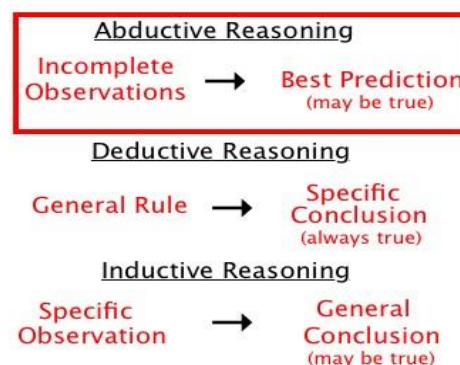 Abductive Reasoning
Incomplete Observations → Best Prediction (may be true)
Deductive Reasoning
General Rule → Specific Conclusion (always true)
Inductive Reasoning
Specific Observation → General Conclusion (may be true)